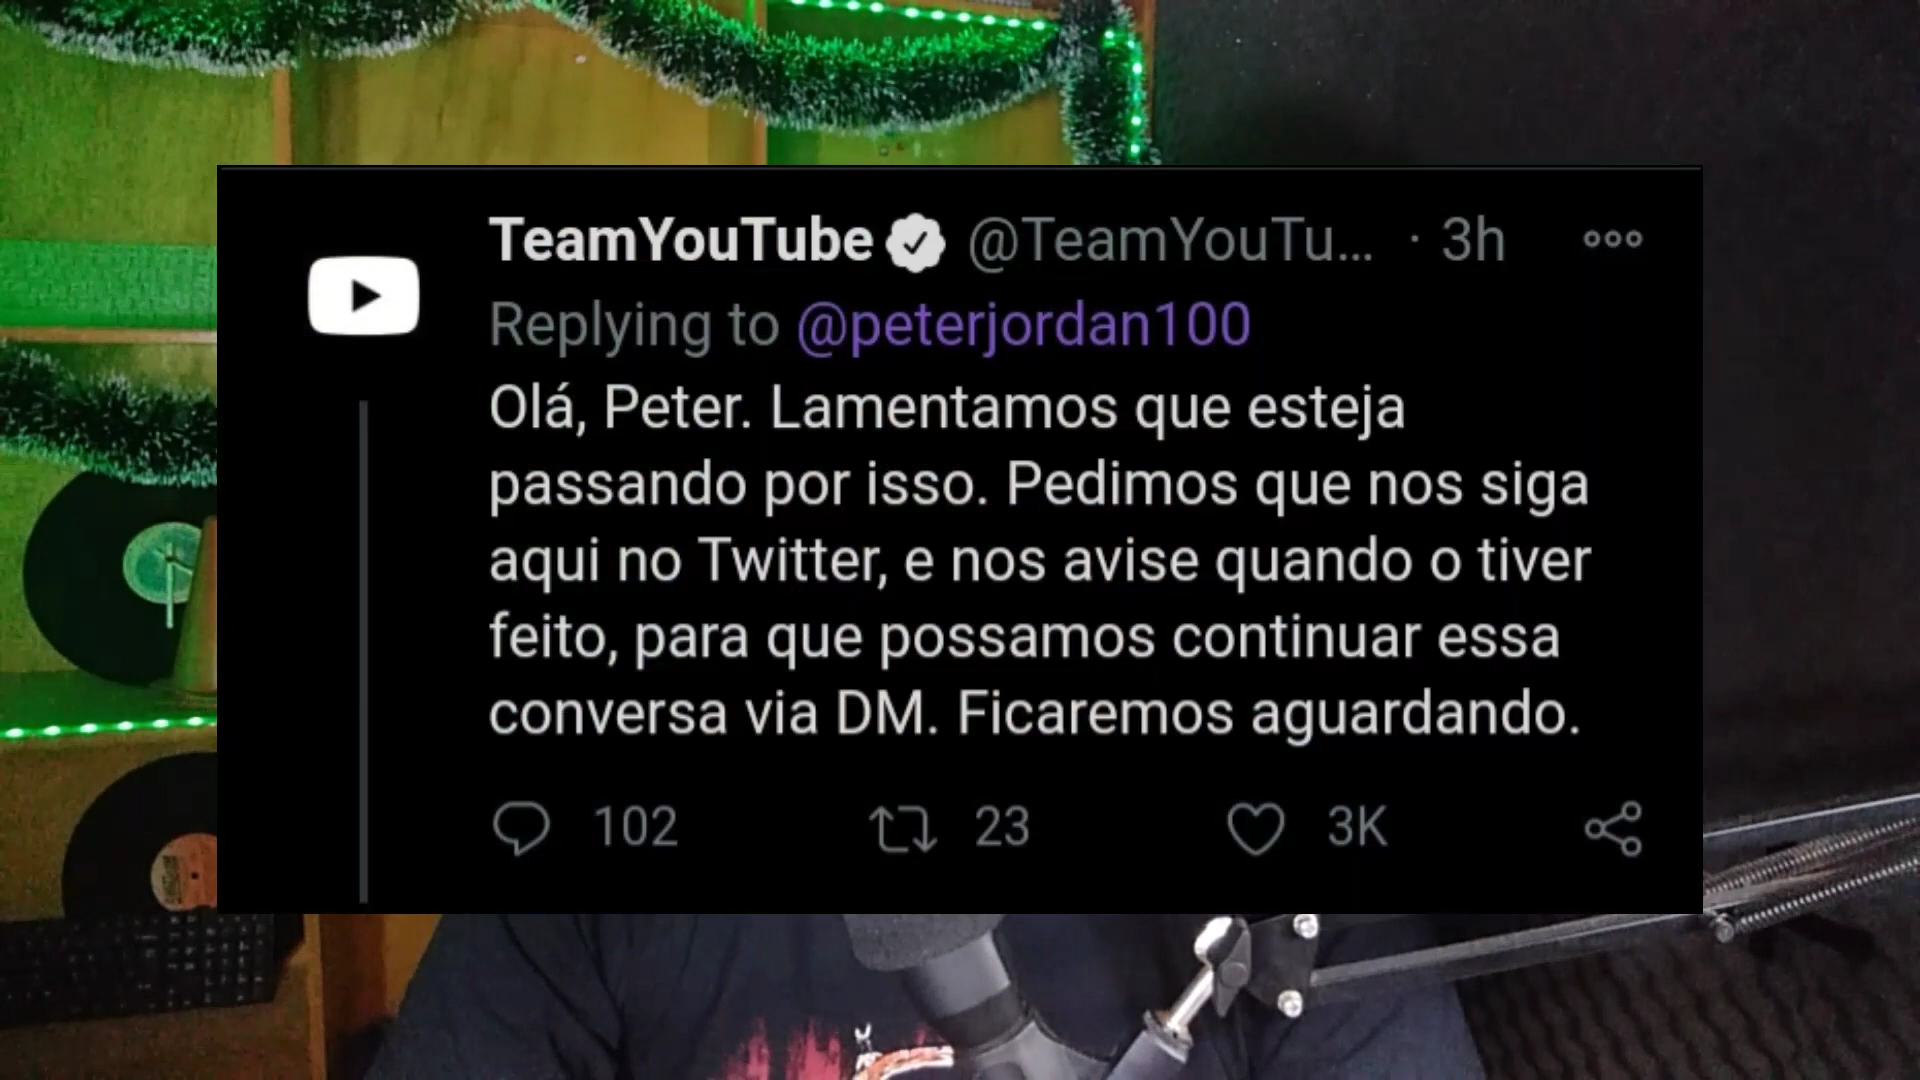 TeamYouTube @TeamYouTu... · 3h
Replying to @peterjordan100
Olá, Peter. Lamentamos que esteja
passando por isso. Pedimos que nos siga
aqui no Twitter, e nos avise quando o tiver
feito, para que possamos continuar essa
conversa via DM. Ficaremos aguardando.
102 23 3K